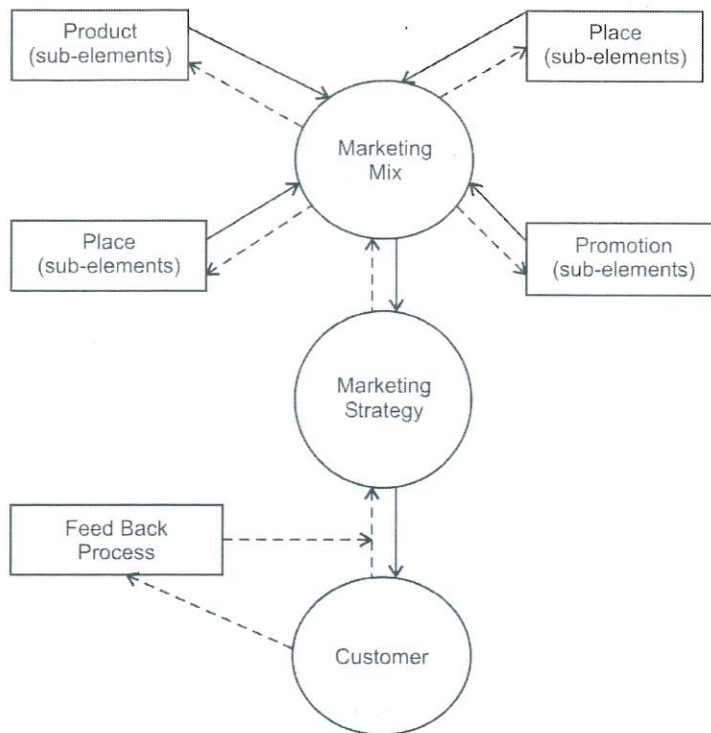 Product
(sub-elements)
Place
(sub-elements)
Marketing
Mix
Place
(sub-elements)
Promotion
(sub-elements)
Marketing
Strategy
Feed Back
Process
Customer